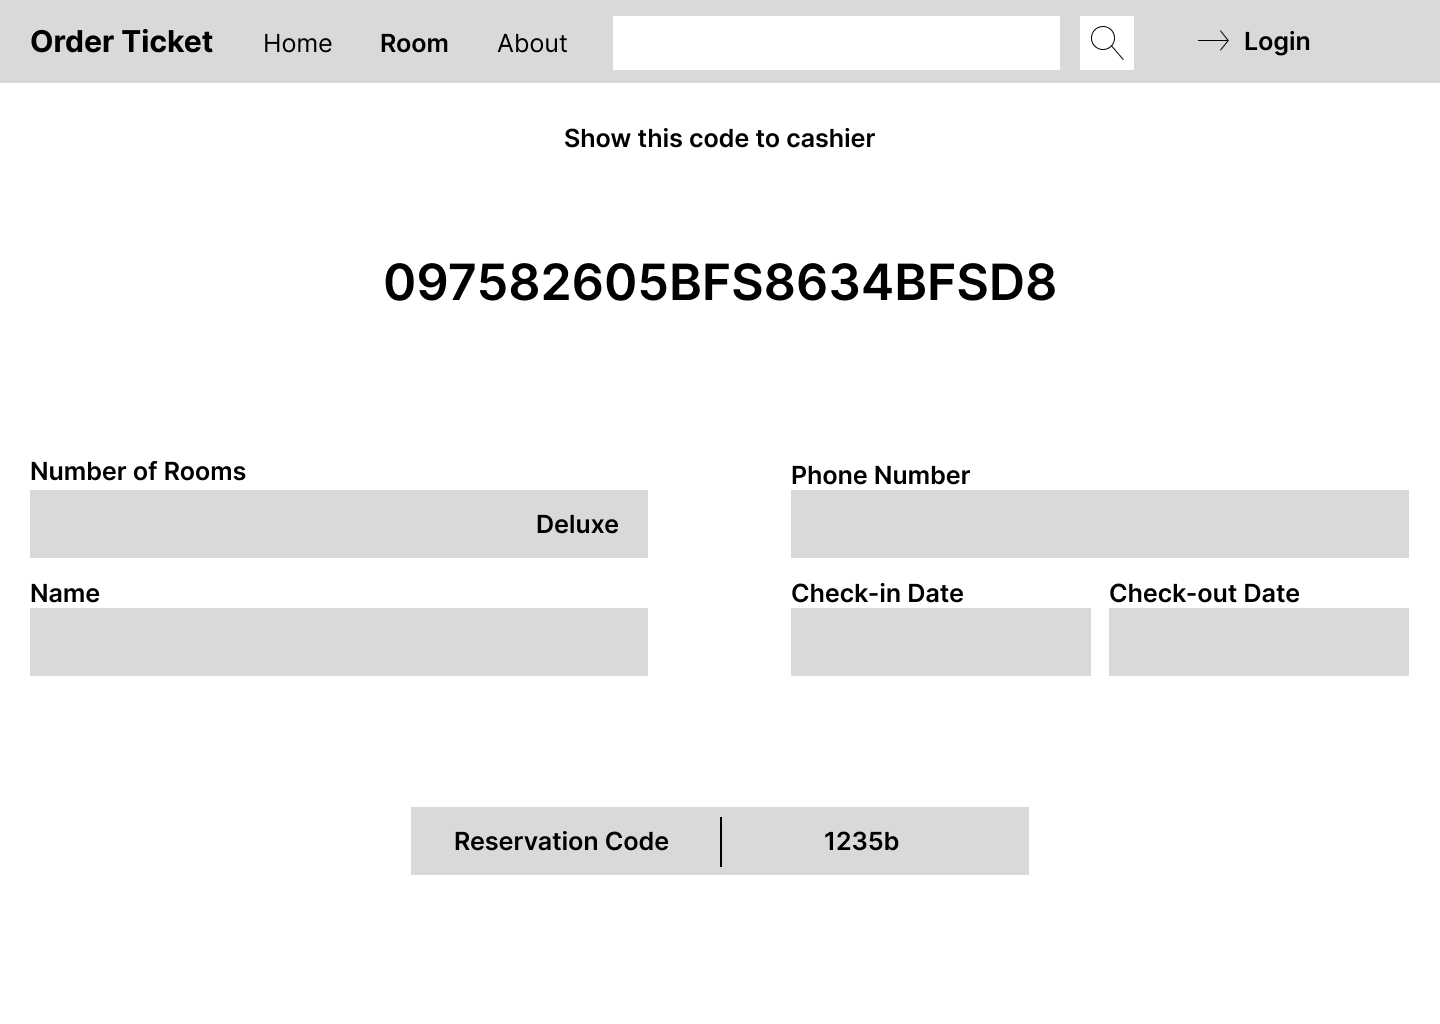 Order Ticket Home Room About Login
Show this code to cashier
097582605BFS8634BFSD8
Number of Rooms
Deluxe
Phone Number
Name
Check-in Date Check-out Date
Reservation Code 1235b